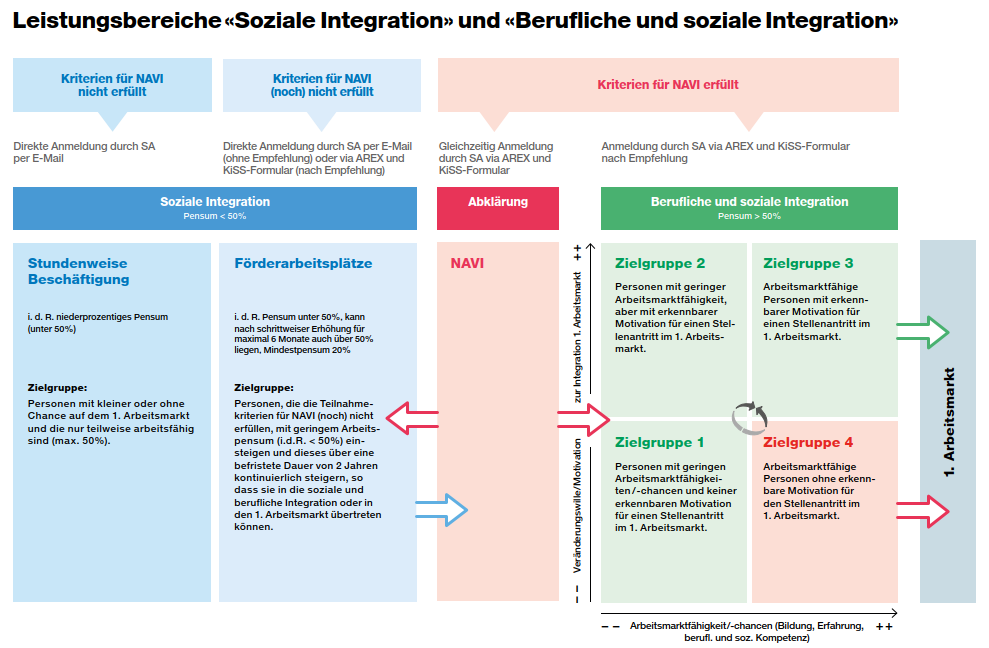 Leistungsbereiche «Soziale Integration» und «Berufliche und soziale Integration»
Kriterien für NAVI
nicht erfüllt
Kriterien für NAVI
(noch) nicht erfüllt
Kriterien für NAVI erfüllt
Direkte Anmeldung durch SA
per E-Mail
Direkte Anmeldung durch SA per E-Mail
(ohne Empfehlung) oder via AREX und
KiSS-Formular (nach Empfehlung)
Gleichzeitig Anmeldung
durch SA via AREX und
KiSS-Formular
Anmeldung durch SA via AREX und KiSS-Formular
nach Empfehlung
Soziale Integration
Pensum < 50%
Abklärung
Berufliche und soziale Integration
Pensum > 50%
Stundenweise
Beschäftigung
i. d. R. niederprozentiges Pensum
(unter 50%)
Zielgruppe:
Personen mit kleiner oder ohne
Chance auf dem 1. Arbeitsmarkt
und die nur teilweise arbeitsfähig
sind (max. 50%).
Förderarbeitsplätze
i. d. R. Pensum unter 50%, kann
nach schrittweiser Erhöhung für
maximal 6 Monate auch über 50%
liegen, Mindestpensum 20%
Zielgruppe:
Personen, die die Teilnahme-
kriterien für NAVI (noch) nicht
erfüllen, mit geringem Arbeits-
pensum (i.d.R. < 50%) ein-
steigen und dieses über eine
befristete Dauer von 2 Jahren
kontinuierlich steigern, so
dass sie in die soziale und
berufliche Integration oder in
den 1. Arbeitsmarkt übertreten
können.
NAVI
– – Veränderungswille/Motivation zur Integration 1. Arbeitsmarkt ++
Zielgruppe 2
Personen mit geringer
Arbeitsmarktfähigkeit,
aber mit erkennbarer
Motivation für einen Stel-
lenantritt im 1. Arbeits-
markt.
Zielgruppe 3
Arbeitsmarktfähige
Personen mit erkenn-
barer Motivation für
einen Stellenantritt im
1. Arbeitsmarkt.
Zielgruppe 1
Personen mit geringen
Arbeitsmarktfähigkei-
ten/-chancen und keiner
erkennbaren Motivation
für einen Stellenantritt
im 1. Arbeitsmarkt.
Zielgruppe 4
Arbeitsmarktfähige
Personen ohne erkenn-
bare Motivation für
den Stellenantritt im
1. Arbeitsmarkt.
1. Arbeitsmarkt
– – Arbeitsmarktfähigkeit/-chancen (Bildung, Erfahrung, ++
berufl. und soz. Kompetenz)